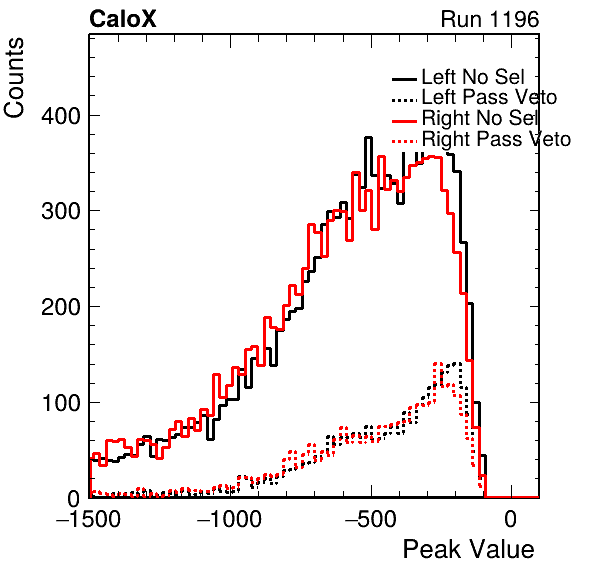 CaloX Run 1196
Counts
Left No Sel
Left Pass Veto
Right No Sel
Right Pass Veto
400
300
200
100
0
−1500 −1000 −500 0
Peak Value